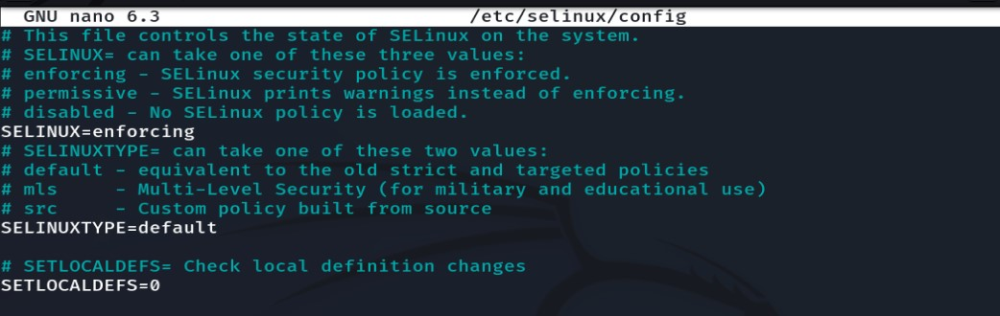 GNU nano 6.3 /etc/selinux/config
# This file controls the state of SELinux on the system.
# SELINUX= can take one of these three values:
# enforcing - SELinux security policy is enforced.
# permissive - SELinux prints warnings instead of enforcing.
# disabled - No SELinux policy is loaded.
SELINUX=enforcing
# SELINUXTYPE= can take one of these two values:
# default - equivalent to the old strict and targeted policies
# mls     - Multi-Level Security (for military and educational use)
# src     - Custom policy built from source
SELINUXTYPE=default
# SETLOCALDEFS= Check local definition changes
SETLOCALDEFS=0